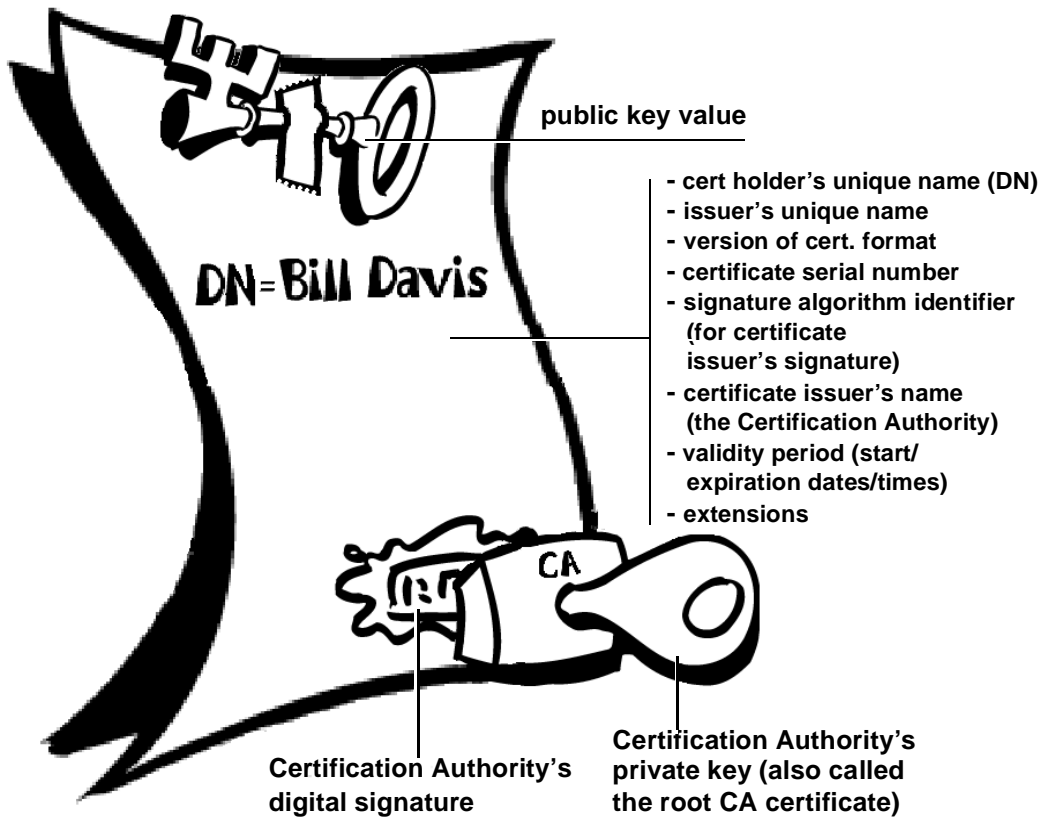 public key value
- cert holder's unique name (DN)
- issuer's unique name
- version of cert. format
- certificate serial number
- signature algorithm identifier
(for certificate
issuer's signature)
- certificate issuer's name
(the Certification Authority)
- validity period (start/
expiration dates/times)
- extensions
DN=Bill Davis
CA
Certification Authority's
digital signature
Certification Authority's
private key (also called
the root CA certificate)